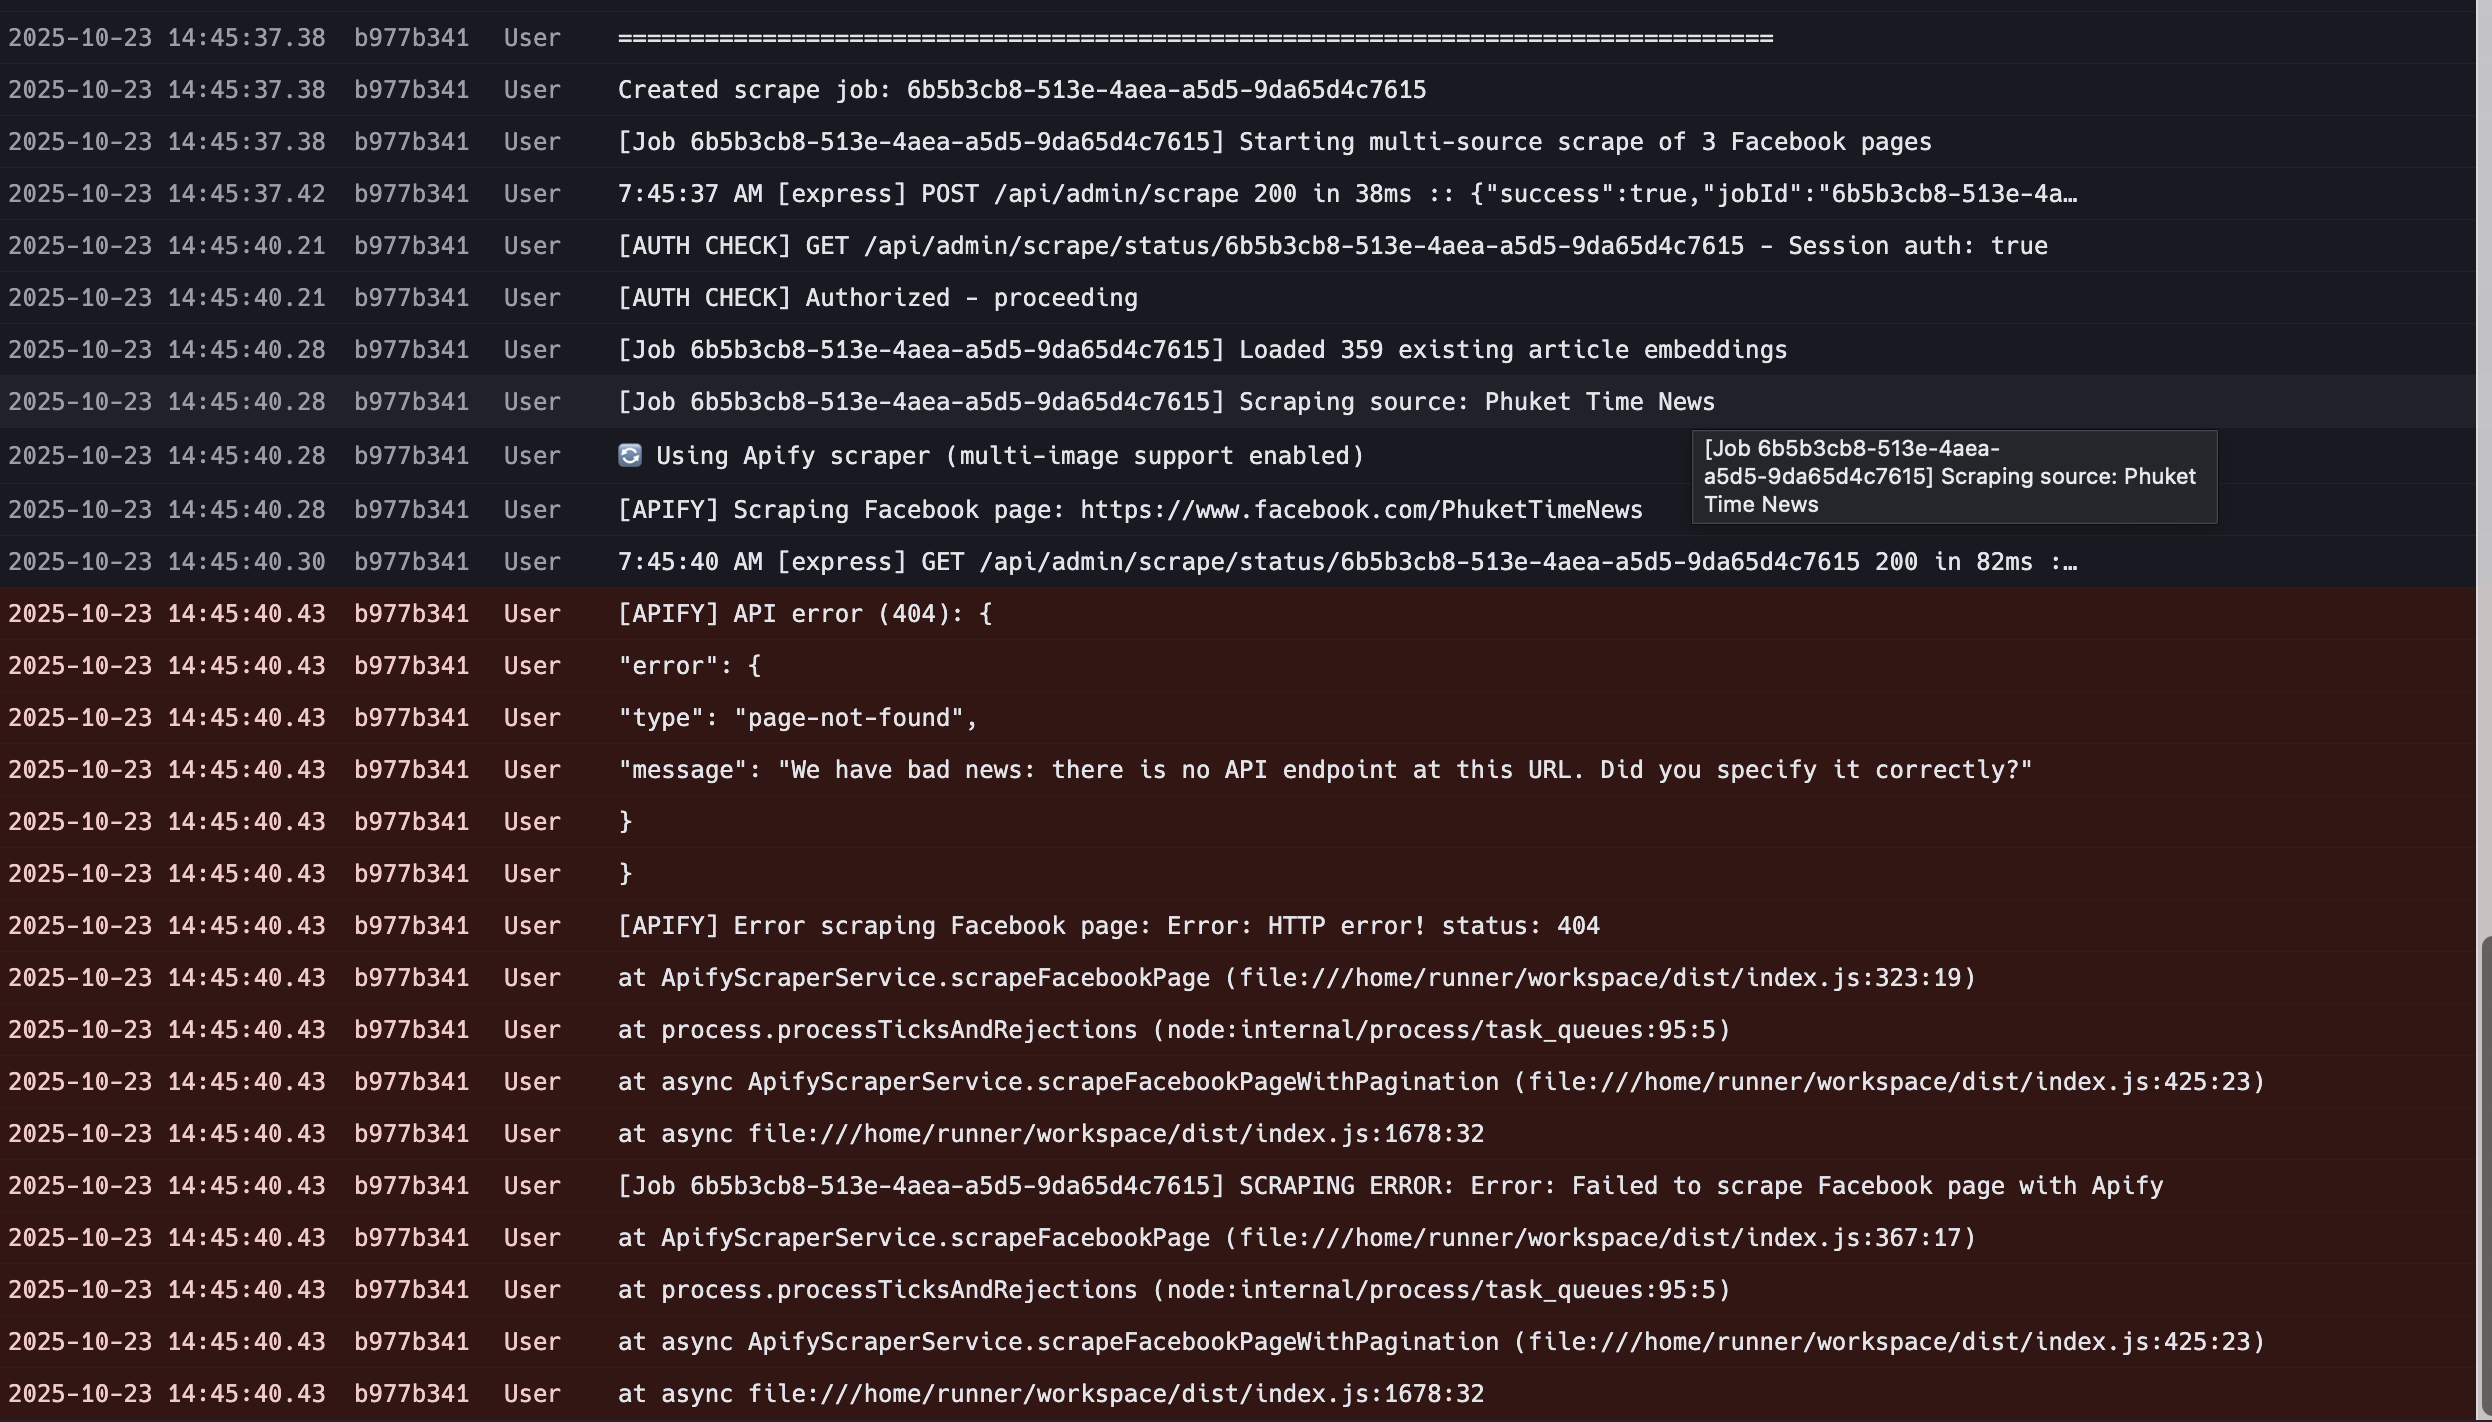 2025-10-23 14:45:37.38 b977b341 User ================================================================================
2025-10-23 14:45:37.38 b977b341 User Created scrape job: 6b5b3cb8-513e-4aea-a5d5-9da65d4c7615
2025-10-23 14:45:37.38 b977b341 User [Job 6b5b3cb8-513e-4aea-a5d5-9da65d4c7615] Starting multi-source scrape of 3 Facebook pages
2025-10-23 14:45:37.42 b977b341 User 7:45:37 AM [express] POST /api/admin/scrape 200 in 38ms :: {"success":true,"jobId":"6b5b3cb8-513e-4a…
2025-10-23 14:45:40.21 b977b341 User [AUTH CHECK] GET /api/admin/scrape/status/6b5b3cb8-513e-4aea-a5d5-9da65d4c7615 - Session auth: true
2025-10-23 14:45:40.21 b977b341 User [AUTH CHECK] Authorized - proceeding
2025-10-23 14:45:40.28 b977b341 User [Job 6b5b3cb8-513e-4aea-a5d5-9da65d4c7615] Loaded 359 existing article embeddings
2025-10-23 14:45:40.28 b977b341 User [Job 6b5b3cb8-513e-4aea-a5d5-9da65d4c7615] Scraping source: Phuket Time News
2025-10-23 14:45:40.28 b977b341 User 🔄 Using Apify scraper (multi-image support enabled)
[Job 6b5b3cb8-513e-4aea-
a5d5-9da65d4c7615] Scraping source: Phuket
Time News
2025-10-23 14:45:40.28 b977b341 User [APIFY] Scraping Facebook page: https://www.facebook.com/PhuketTimeNews
2025-10-23 14:45:40.30 b977b341 User 7:45:40 AM [express] GET /api/admin/scrape/status/6b5b3cb8-513e-4aea-a5d5-9da65d4c7615 200 in 82ms :…
2025-10-23 14:45:40.43 b977b341 User [APIFY] API error (404): {
2025-10-23 14:45:40.43 b977b341 User "error": {
2025-10-23 14:45:40.43 b977b341 User "type": "page-not-found",
2025-10-23 14:45:40.43 b977b341 User "message": "We have bad news: there is no API endpoint at this URL. Did you specify it correctly?"
2025-10-23 14:45:40.43 b977b341 User }
2025-10-23 14:45:40.43 b977b341 User }
2025-10-23 14:45:40.43 b977b341 User [APIFY] Error scraping Facebook page: Error: HTTP error! status: 404
2025-10-23 14:45:40.43 b977b341 User at ApifyScraperService.scrapeFacebookPage (file:///home/runner/workspace/dist/index.js:323:19)
2025-10-23 14:45:40.43 b977b341 User at process.processTicksAndRejections (node:internal/process/task_queues:95:5)
2025-10-23 14:45:40.43 b977b341 User at async ApifyScraperService.scrapeFacebookPageWithPagination (file:///home/runner/workspace/dist/index.js:425:23)
2025-10-23 14:45:40.43 b977b341 User at async file:///home/runner/workspace/dist/index.js:1678:32
2025-10-23 14:45:40.43 b977b341 User [Job 6b5b3cb8-513e-4aea-a5d5-9da65d4c7615] SCRAPING ERROR: Error: Failed to scrape Facebook page with Apify
2025-10-23 14:45:40.43 b977b341 User at ApifyScraperService.scrapeFacebookPage (file:///home/runner/workspace/dist/index.js:367:17)
2025-10-23 14:45:40.43 b977b341 User at process.processTicksAndRejections (node:internal/process/task_queues:95:5)
2025-10-23 14:45:40.43 b977b341 User at async ApifyScraperService.scrapeFacebookPageWithPagination (file:///home/runner/workspace/dist/index.js:425:23)
2025-10-23 14:45:40.43 b977b341 User at async file:///home/runner/workspace/dist/index.js:1678:32